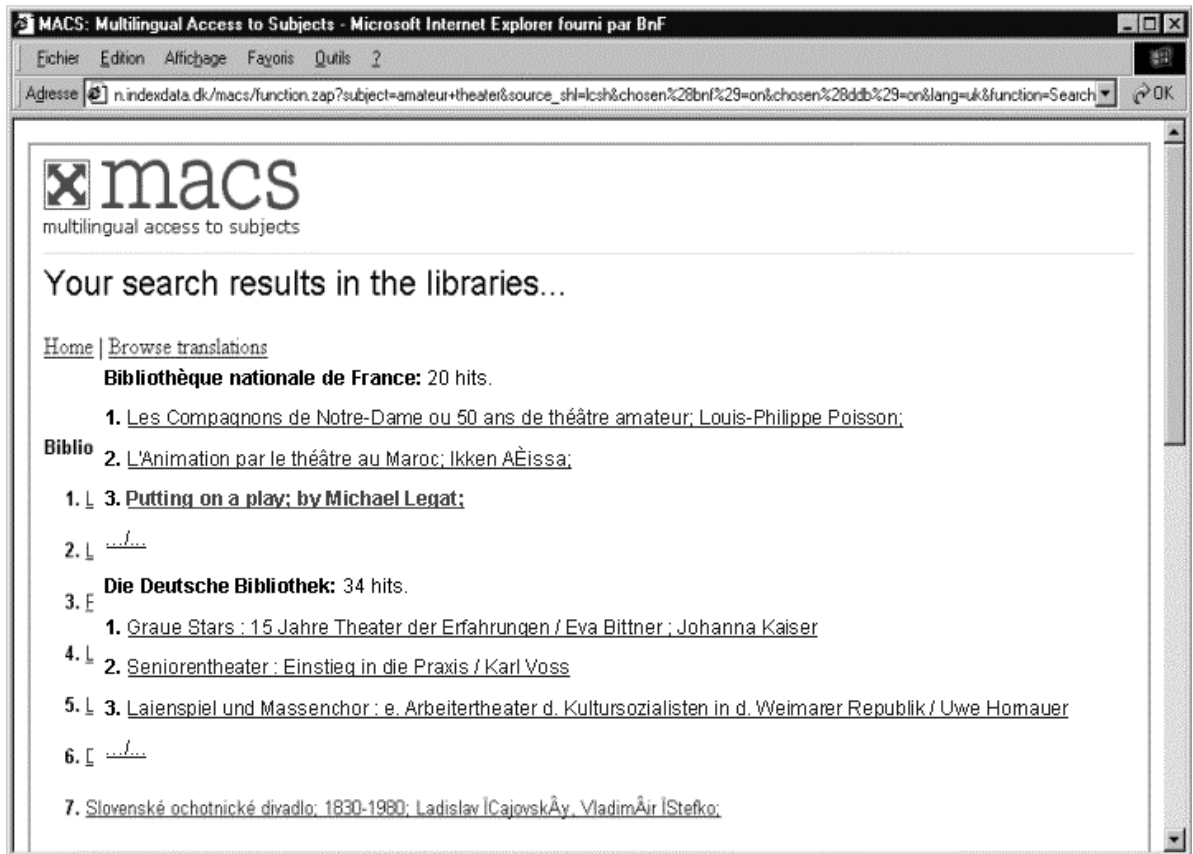 MACS: Multilingual Access to Subjects - Microsoft Internet Explorer fourni par BnF
Fichier Edition Affichage Favoris Outils ?
Adresse n.indexdata.dk/macs/function.zap?subject=amateur+theater&source_shl=lcsh&chosen%28bnf%29=on&chosen%28ddb%29=on&lang=uk&function=Search OK
macs
multilingual access to subjects
Your search results in the libraries...
Home | Browse translations
Bibliothèque nationale de France: 20 hits.
1. Les Compagnons de Notre-Dame ou 50 ans de théâtre amateur; Louis-Philippe Poisson;
Biblio 2. L'Animation par le théâtre au Maroc; Ikken AÈissa;
1. L 3. Putting on a play; by Michael Legat;
2. L .../...
Die Deutsche Bibliothek: 34 hits.
3.
1. Graue Stars : 15 Jahre Theater der Erfahrungen / Eva Bittner ; Johanna Kaiser
4. L 2. Seniorentheater : Einstieg in die Praxis / Karl Voss
5. L 3. Laienspiel und Massenchor : e. Arbeitertheater d. Kultursozialisten in d. Weimarer Republik / Uwe Hornauer
6. .../...
7. Slovenské ochotnické divadlo; 1830-1980; Ladislav ÏCajovskÂy, VladimÂir ÏStefko;